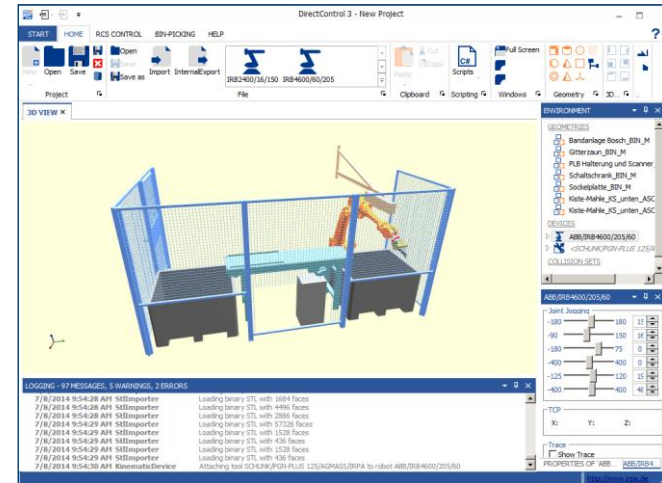 DirectControl 3 - New Project
START HOME RCS CONTROL BIN-PICKING HELP ?
New Open Save
Open
Save
Save as
Import InternalExport
IRB2400/16/150 IRB4600/60/205
Paste
Cut
Copy
C#
Scripts
Full Screen
Project File Clipboard Scripting Windows Geometry 3D...
3D VIEW
ENVIRONMENT
GEOMETRIES
Bandanlage Bosch_BIN_M
Gitterzaun_BIN_M
PLB Halterung und Scanner_
Schaltschrank_BIN_M
Sockelplatte_BIN_M
Kiste-Mahle_KS_unten_ASC
Kiste-Mahle_KS_unten_ASC
DEVICES
ABB/IRB4600/205/60
<SCHUNK/PGN-PLUS 125/A
COLLISION SETS
ABB/IRB4600/205/60
Joint Jogging
-180 180 15
-90 150 16
-180 75 0
-400 400 0
-125 120 15
-400 400 46
TCP
X: Y: Z:
Trace
Show Trace
PROPERTIES OF 'ABB... ABB/IRB4
LOGGING - 97 MESSAGES, 5 WARNINGS, 2 ERRORS
7/8/2014 9:54:28 AM StlImporter Loading binary STL with 1684 faces
7/8/2014 9:54:28 AM StlImporter Loading binary STL with 4496 faces
7/8/2014 9:54:28 AM StlImporter Loading binary STL with 2886 faces
7/8/2014 9:54:29 AM StlImporter Loading binary STL with 57326 faces
7/8/2014 9:54:29 AM StlImporter Loading binary STL with 1528 faces
7/8/2014 9:54:29 AM StlImporter Loading binary STL with 436 faces
7/8/2014 9:54:29 AM StlImporter Loading binary STL with 1528 faces
7/8/2014 9:54:29 AM StlImporter Loading binary STL with 436 faces
7/8/2014 9:54:30 AM KinematicDevice Attaching tool SCHUNK/PGN-PLUS 125/AGMASS/IRPA to robot ABB/IRB4600/205/60